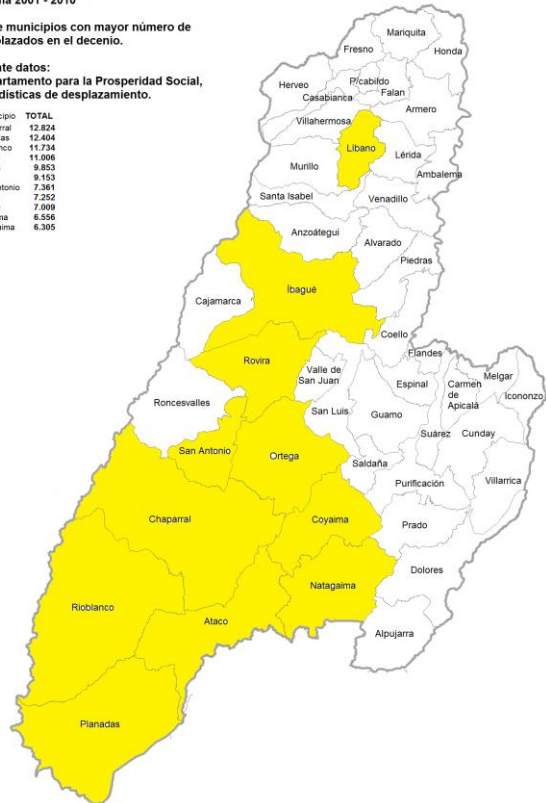 2001 - 2010
municipios con mayor número de
plazados en el decenio.
datos:
artamento para la Prosperidad Social,
dísticas de desplazamiento.
TOTAL
12.824
12.404
11.734
11.006
9.853
9.153
7.361
7.252
7.009
6.556
6.305
Mariquita
Fresno
Honda
Herveo
P/cabildo
Casabianca
Falan
Armero
Villahermosa
Líbano
Lérida
Murillo
Ambalema
Santa Isabel
Venadillo
Anzoátegui
Alvarado
Piedras
Íbagué
Cajamarca
Coello
Flandes
Rovira
Valle de
San Juan
Espinal
Carmen
de
Apicalá
Melgar
Icononzo
Roncesvalles
San Luis
Guamo
Suárez
Cunday
San Antonio
Ortega
Saldaña
Purificación
Villarrica
Chaparral
Coyaima
Prado
Dolores
Natagaima
Rioblanco
Ataco
Alpujarra
Planadas